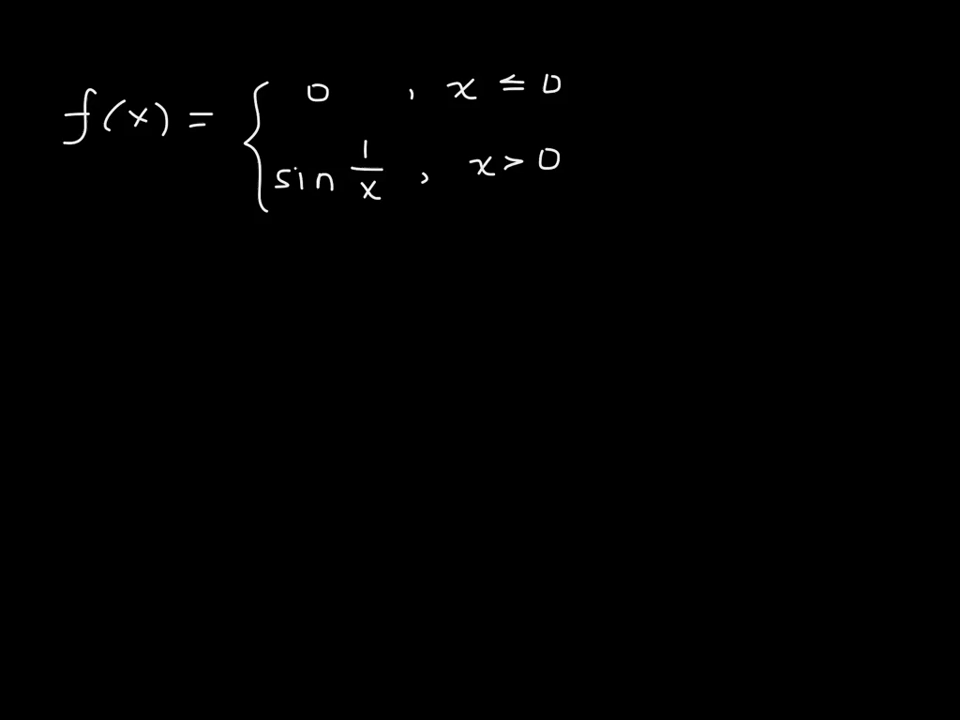 f(x) = { 0 , x ≤ 0
sin 1/x , x > 0